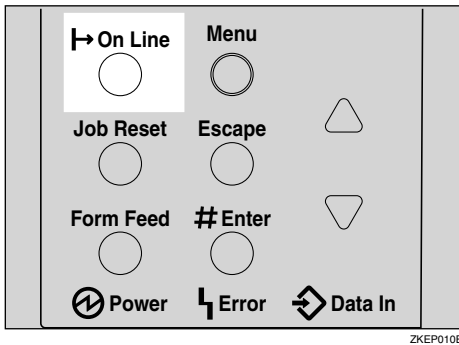 On Line Menu
Job Reset Escape
Form Feed # Enter
Power Error Data In
ZKEP010E